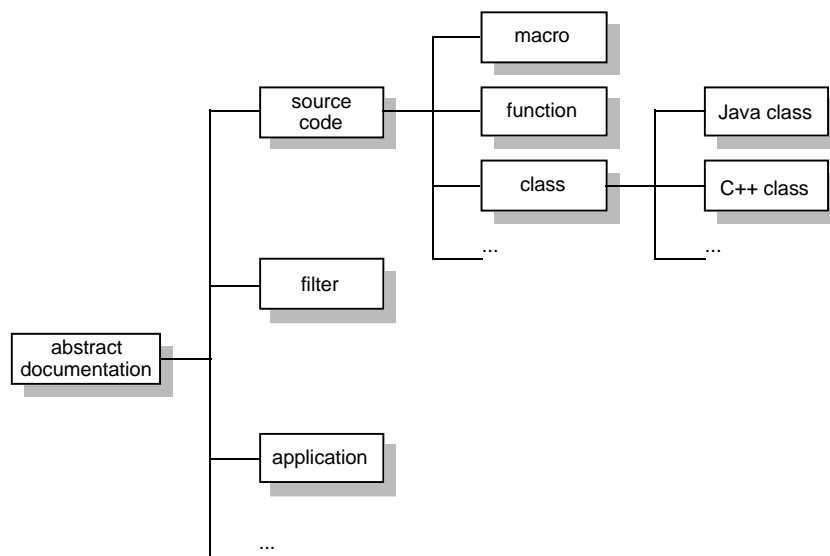 macro
source
code
function
Java class
class
C++ class
...
...
filter
abstract
documentation
application
...